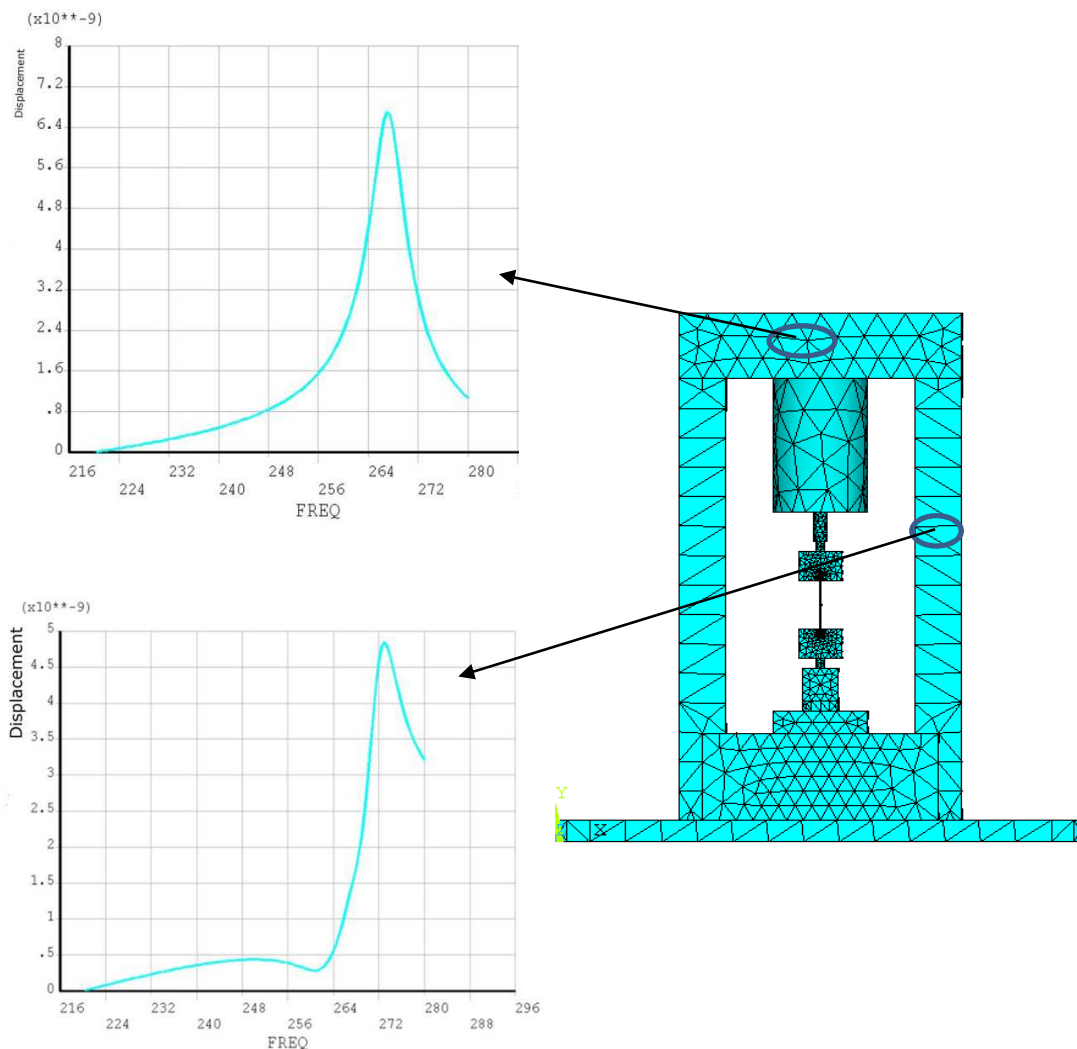 (x10**-9)
Displacement
8
7.2
6.4
5.6
4.8
4
3.2
2.4
1.6
.8
0
216 232 248 264 280
224 240 256 272
FREQ
(x10**-9)
Displacement
5
4.5
4
3.5
3
2.5
2
1.5
1
.5
0
216 232 248 264 280 296
224 240 256 272 288
FREQ
Y
Z X